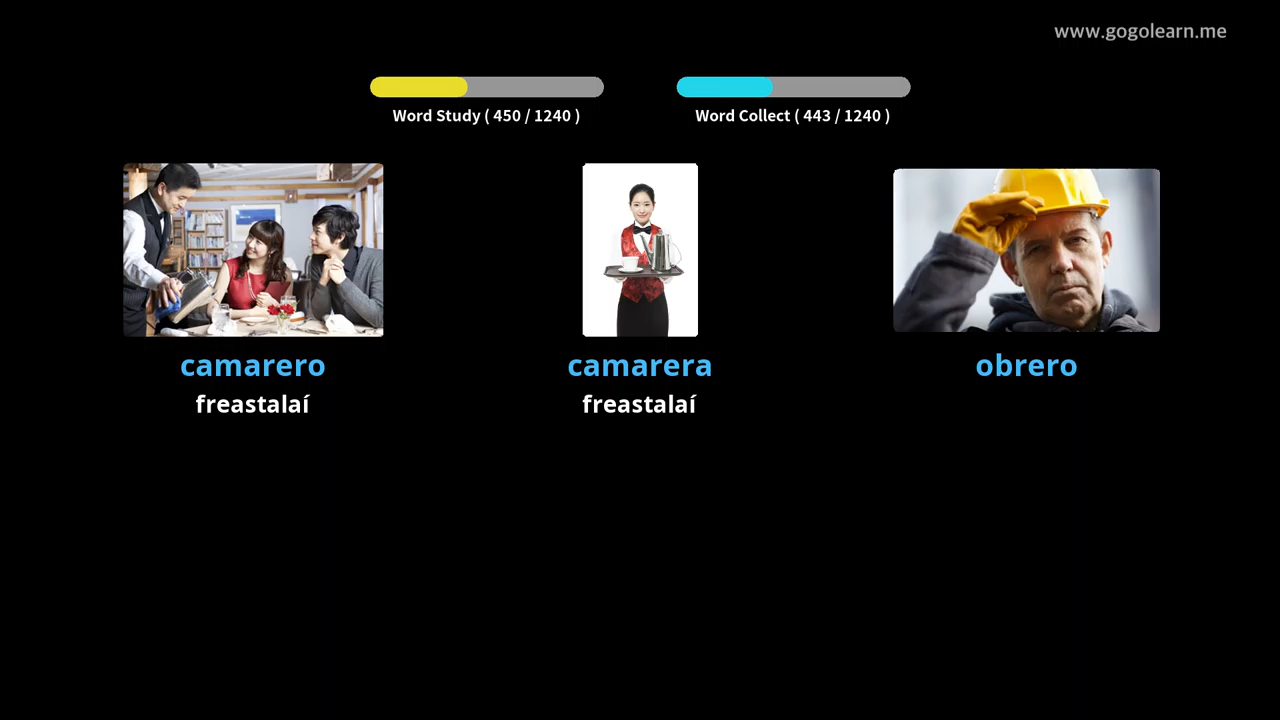 www.gogolearn.me
Word Study ( 450 / 1240 )
Word Collect ( 443 / 1240 )
camarero
camarera
obrero
freastalaí
freastalaí